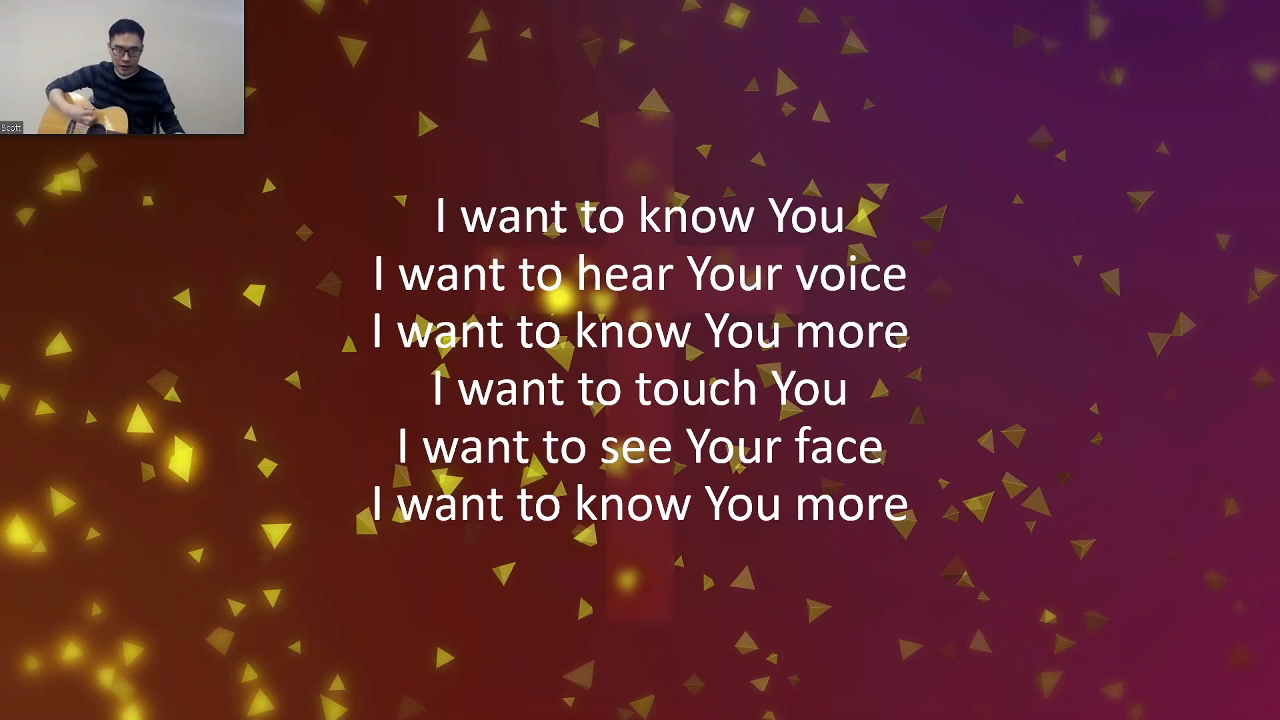 Scott
I want to know You
I want to hear Your voice
I want to know You more
I want to touch You
I want to see Your face
I want to know You more